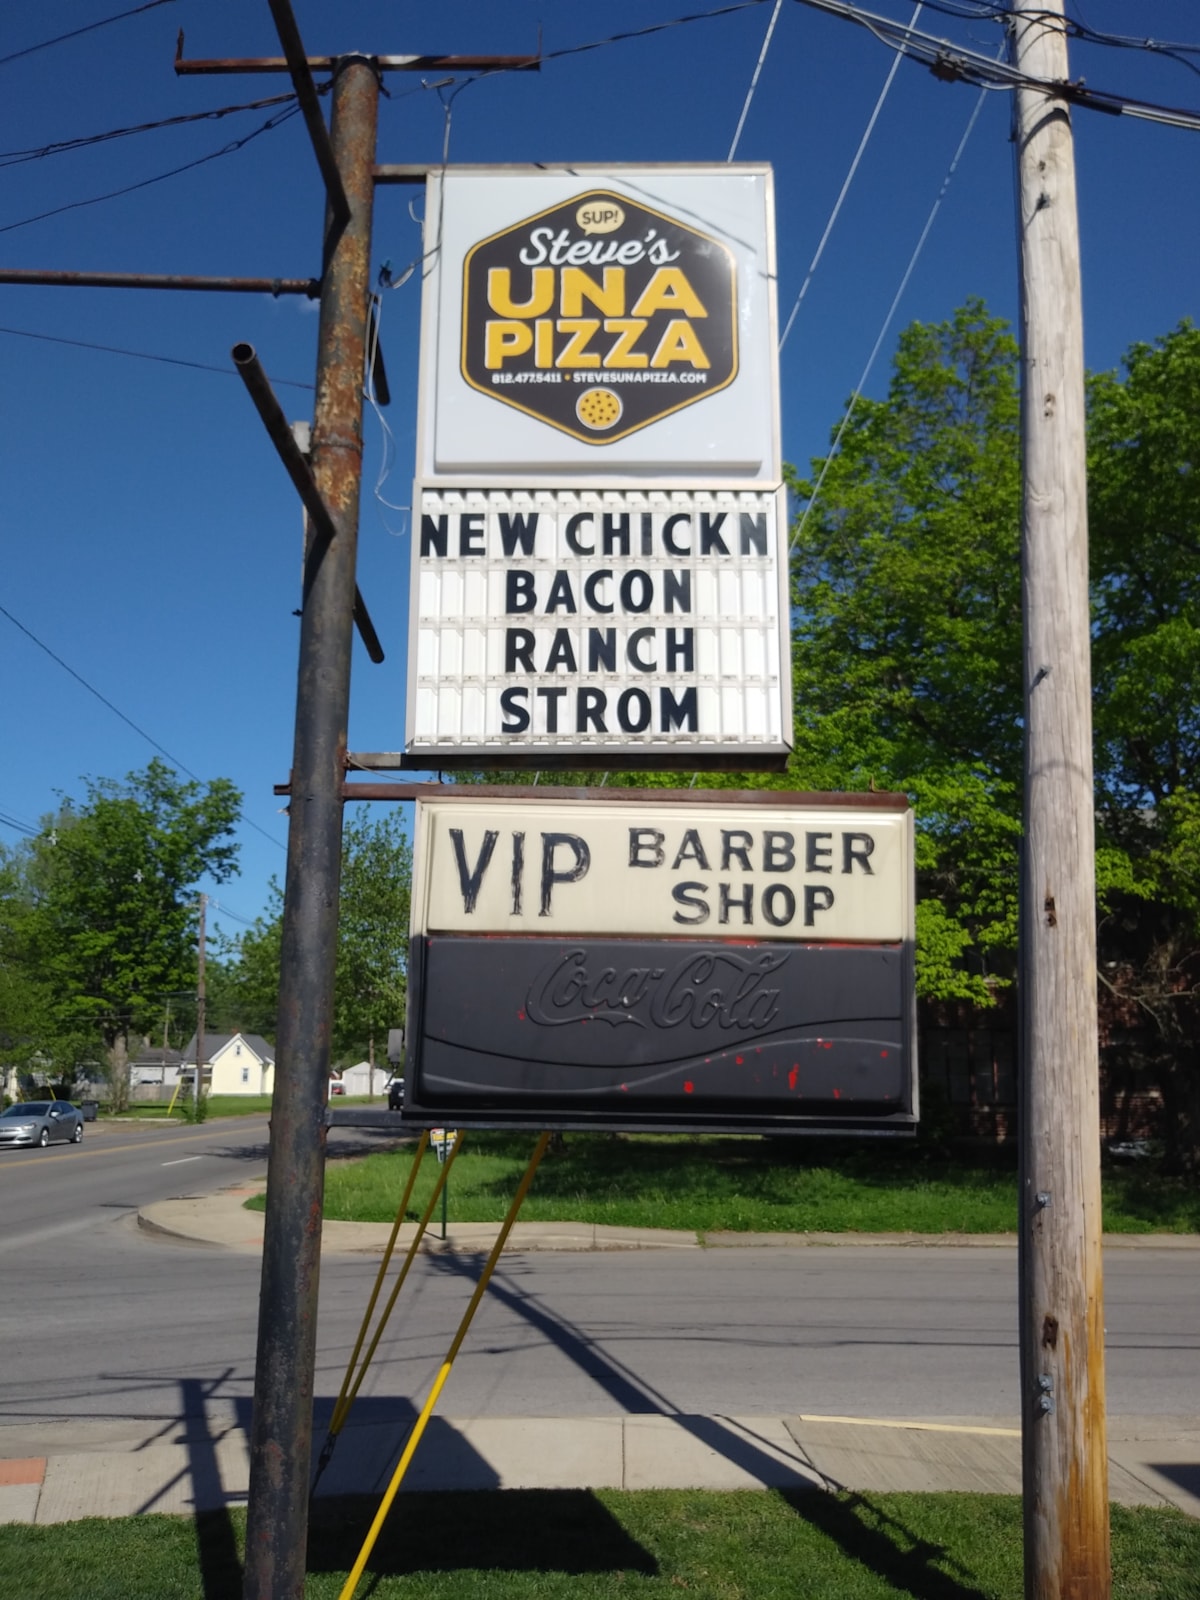 SUP!
Steve's
UNA
PIZZA
812.477.5411 • STEVESUNAPIZZA.COM
NEW CHICKN
BACON
RANCH
STROM
VIP BARBER
SHOP
Coca-Cola